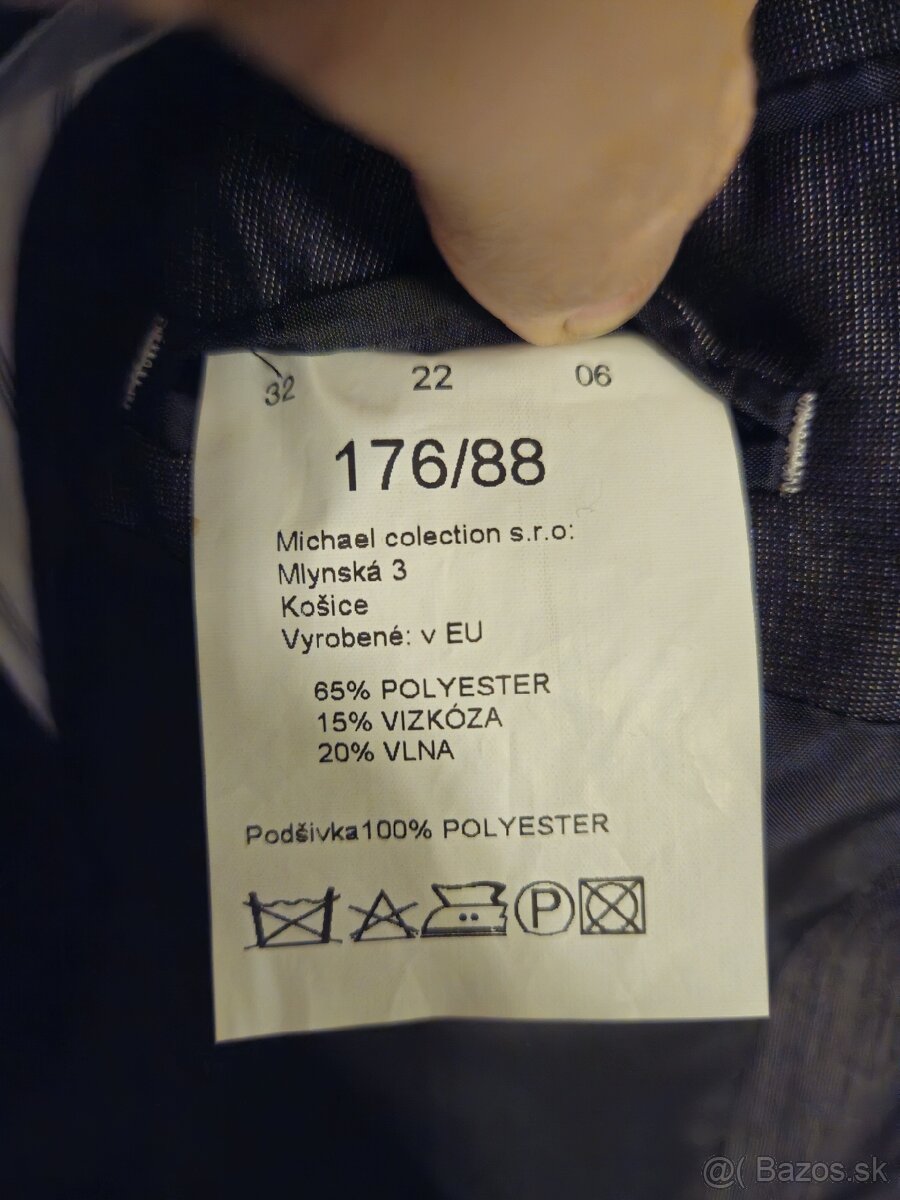 32 22 06
176/88
Michael colection s.r.o:
Mlynská 3
Košice
Vyrobené: v EU
65% POLYESTER
15% VIZKÓZA
20% VLNA
Podšivka100% POLYESTER
P
@( Bazos.sk